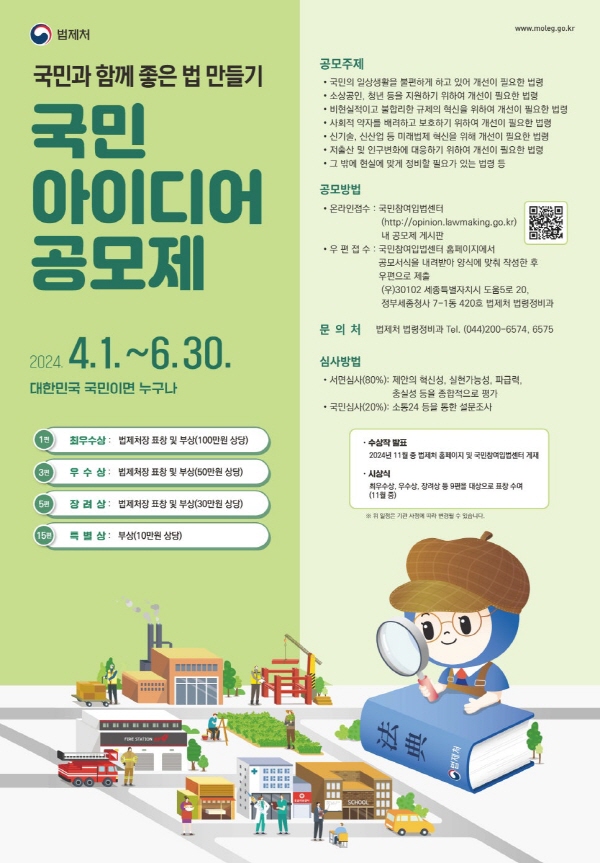 법제처
www.moleg.go.kr
국민과 함께 좋은 법 만들기
국민
아이디어
공모제
2024. 4.1.~6.30.
대한민국 국민이면 누구나
1편 최우수상 : 법제처장 표창 및 부상(100만원 상당)
3편 우 수 상 : 법제처장 표창 및 부상(50만원 상당)
5편 장 려 상 : 법제처장 표창 및 부상(30만원 상당)
15편 특 별 상 : 부상(10만원 상당)
공모주제
• 국민의 일상생활을 불편하게 하고 있어 개선이 필요한 법령
• 소상공인, 청년 등을 지원하기 위하여 개선이 필요한 법령
• 비현실적이고 불합리한 규제의 혁신을 위하여 개선이 필요한 법령
• 사회적 약자를 배려하고 보호하기 위하여 개선이 필요한 법령
• 신기술, 신산업 등 미래법제 혁신을 위해 개선이 필요한 법령
• 저출산 및 인구변화에 대응하기 위하여 개선이 필요한 법령
• 그 밖에 현실에 맞게 정비할 필요가 있는 법령 등
공모방법
• 온라인접수 : 국민참여입법센터
(http://opinion.lawmaking.go.kr)
내 공모제 게시판
• 우 편 접 수 : 국민참여입법센터 홈페이지에서
공모서식을 내려받아 양식에 맞춰 작성한 후
우편으로 제출
(우)30102 세종특별자치시 도움5로 20,
정부세종청사 7-1동 420호 법제처 법령정비과
문 의 처 법제처 법령정비과 Tel. (044)200-6574, 6575
심사방법
• 서면심사(80%): 제안의 혁신성, 실현가능성, 파급력,
충실성 등을 종합적으로 평가
• 국민심사(20%): 소통24 등을 통한 설문조사
• 수상작 발표
2024년 11월 중 법제처 홈페이지 및 국민참여입법센터 게재
• 시상식
최우수상, 우수상, 장려상 등 9편을 대상으로 표창 수여
(11월 중)
※ 위 일정은 기관 사정에 따라 변경될 수 있습니다.
法典
법제처
FIRE STATION
SCHOOL